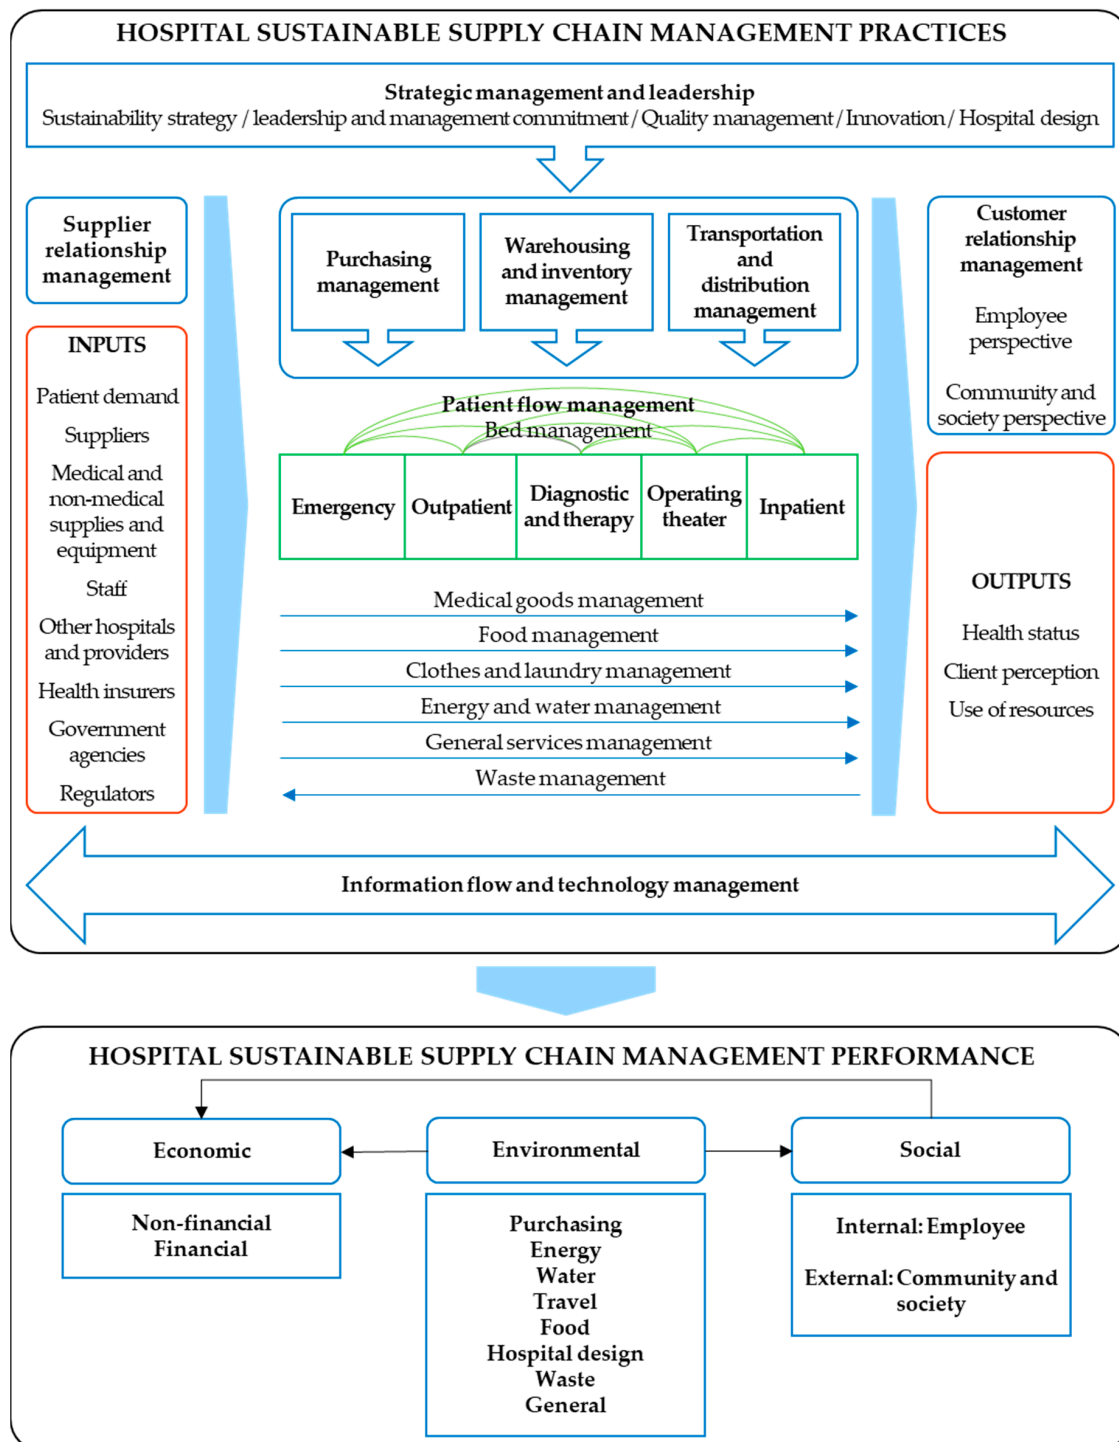 HOSPITAL SUSTAINABLE SUPPLY CHAIN MANAGEMENT PRACTICES
Strategic management and leadership
Sustainability strategy / leadership and management commitment / Quality management / Innovation / Hospital design
Supplier
relationship
management
INPUTS
Patient demand
Suppliers
Medical and
non-medical
supplies and
equipment
Staff
Other hospitals
and providers
Health insurers
Government
agencies
Regulators
Purchasing
management
Warehousing
and inventory
management
Transportation
and
distribution
management
Patient flow management
Bed management
Emergency
Outpatient
Diagnostic
and therapy
Operating
theater
Inpatient
Medical goods management
Food management
Clothes and laundry management
Energy and water management
General services management
Waste management
Customer
relationship
management
Employee
perspective
Community and
society perspective
OUTPUTS
Health status
Client perception
Use of resources
Information flow and technology management
HOSPITAL SUSTAINABLE SUPPLY CHAIN MANAGEMENT PERFORMANCE
Economic
Non-financial
Financial
Environmental
Purchasing
Energy
Water
Travel
Food
Hospital design
Waste
General
Social
Internal: Employee
External: Community and
society